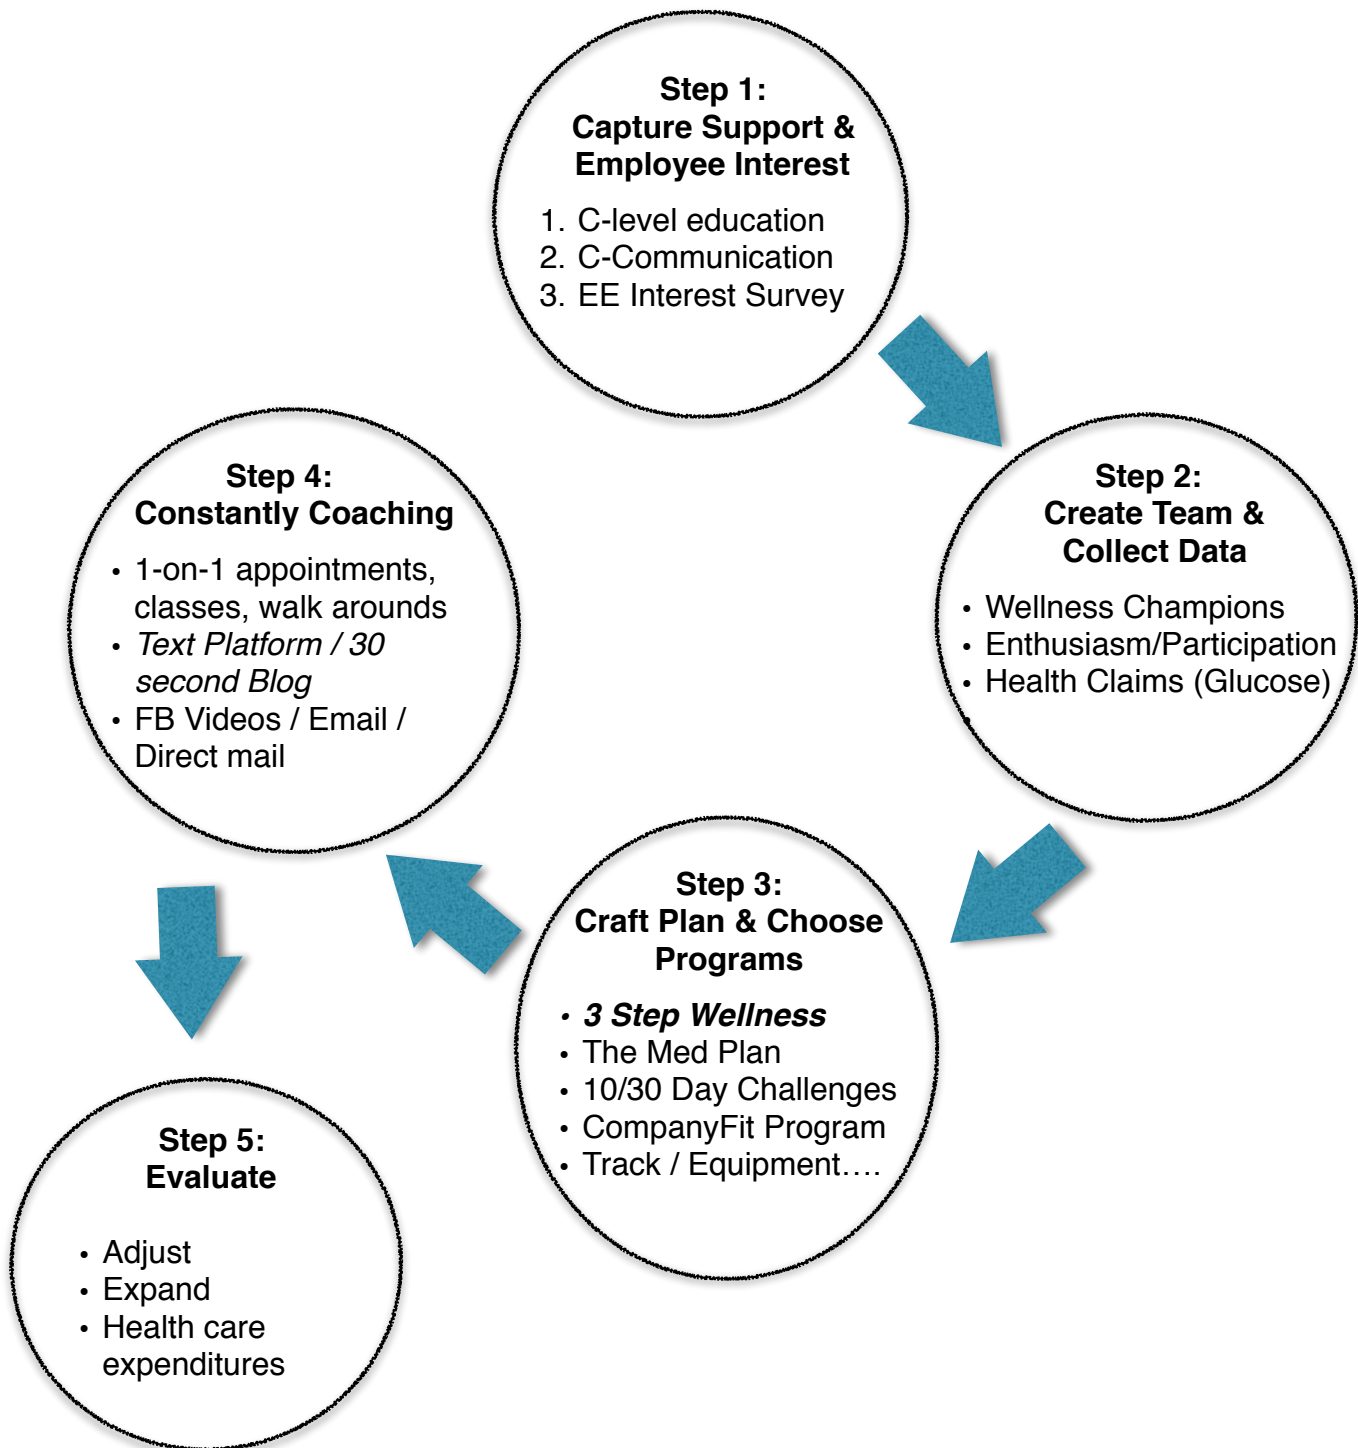 Step 1:
Capture Support &
Employee Interest
1. C-level education
2. C-Communication
3. EE Interest Survey
Step 2:
Create Team &
Collect Data
• Wellness Champions
• Enthusiasm/Participation
• Health Claims (Glucose)
•
Step 3:
Craft Plan & Choose
Programs
• 3 Step Wellness
• The Med Plan
• 10/30 Day Challenges
• CompanyFit Program
• Track / Equipment….
Step 4:
Constantly Coaching
• 1-on-1 appointments,
classes, walk arounds
• Text Platform / 30
second Blog
• FB Videos / Email /
Direct mail
Step 5:
Evaluate
• Adjust
• Expand
• Health care
expenditures